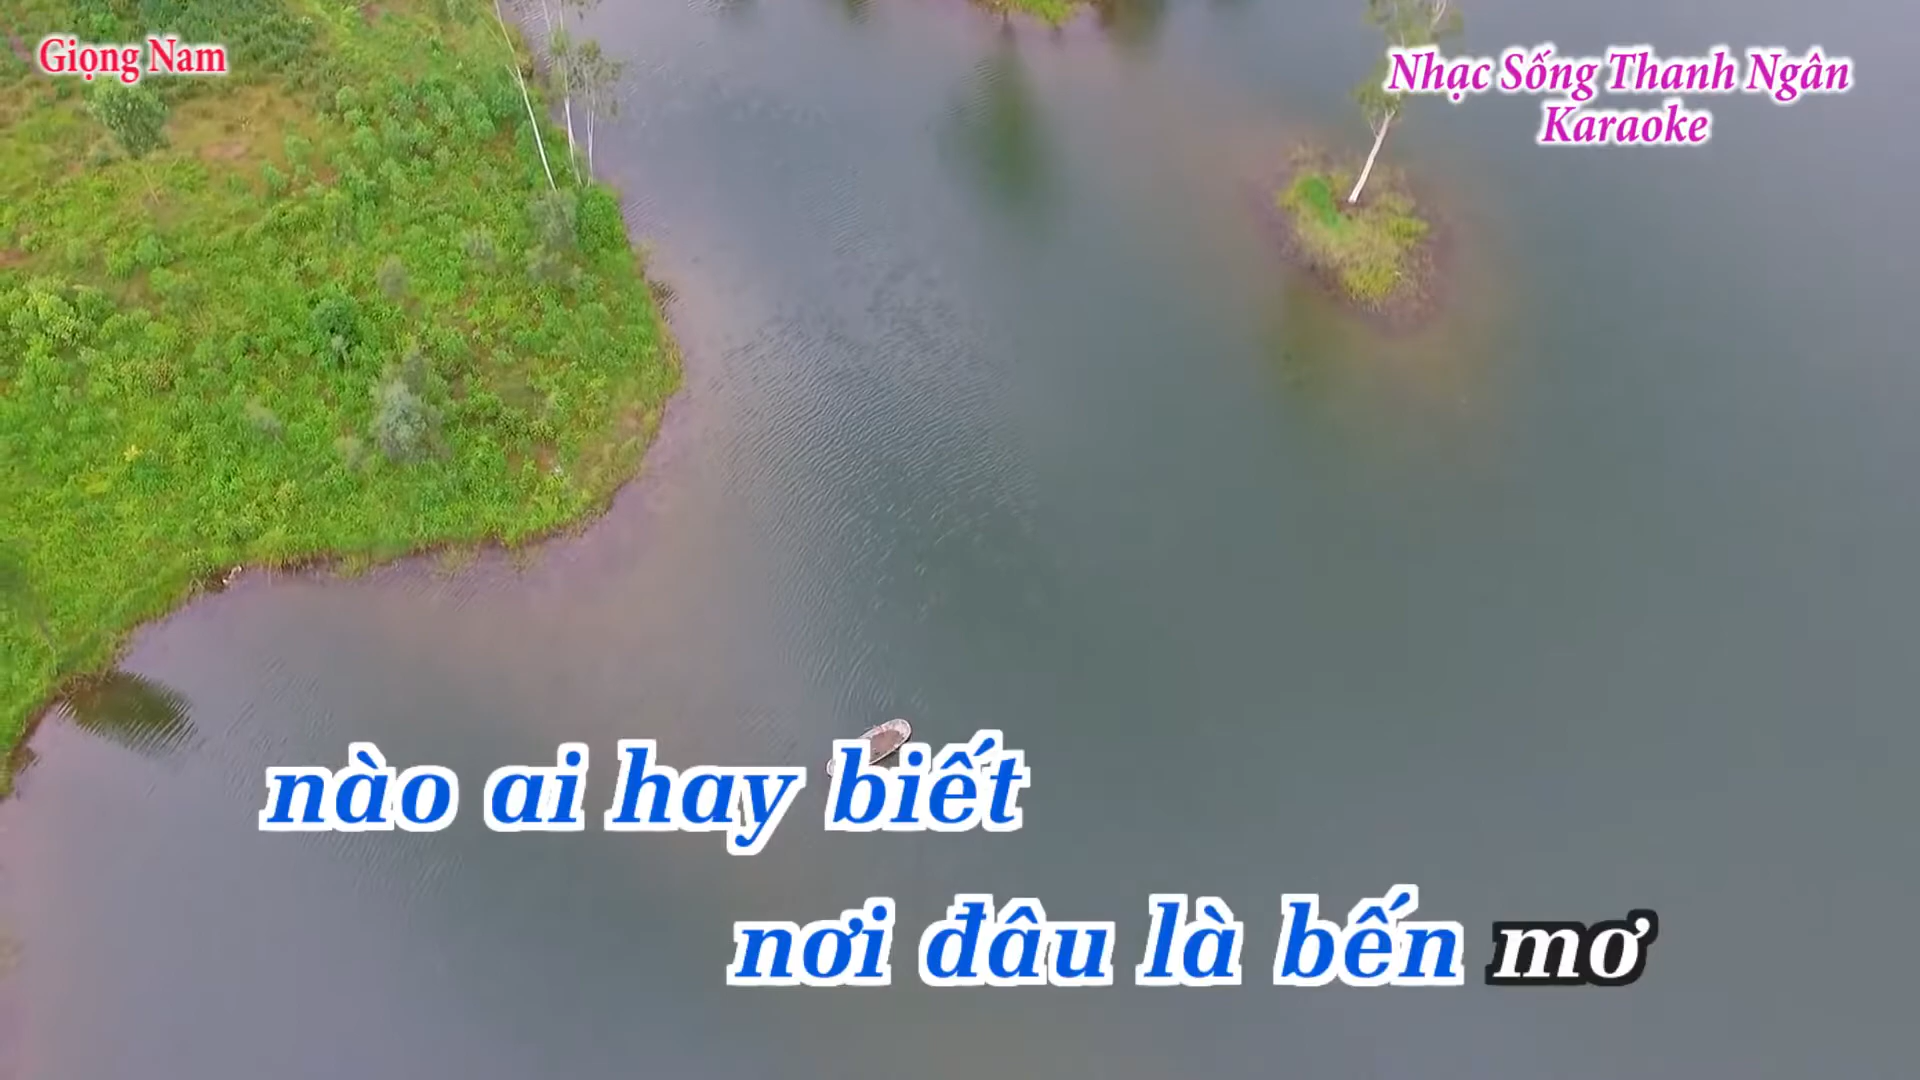 Giọng Nam
Nhạc Sống Thanh Ngân
Karaoke
nào ai hay biết
nơi đâu là bến mơ